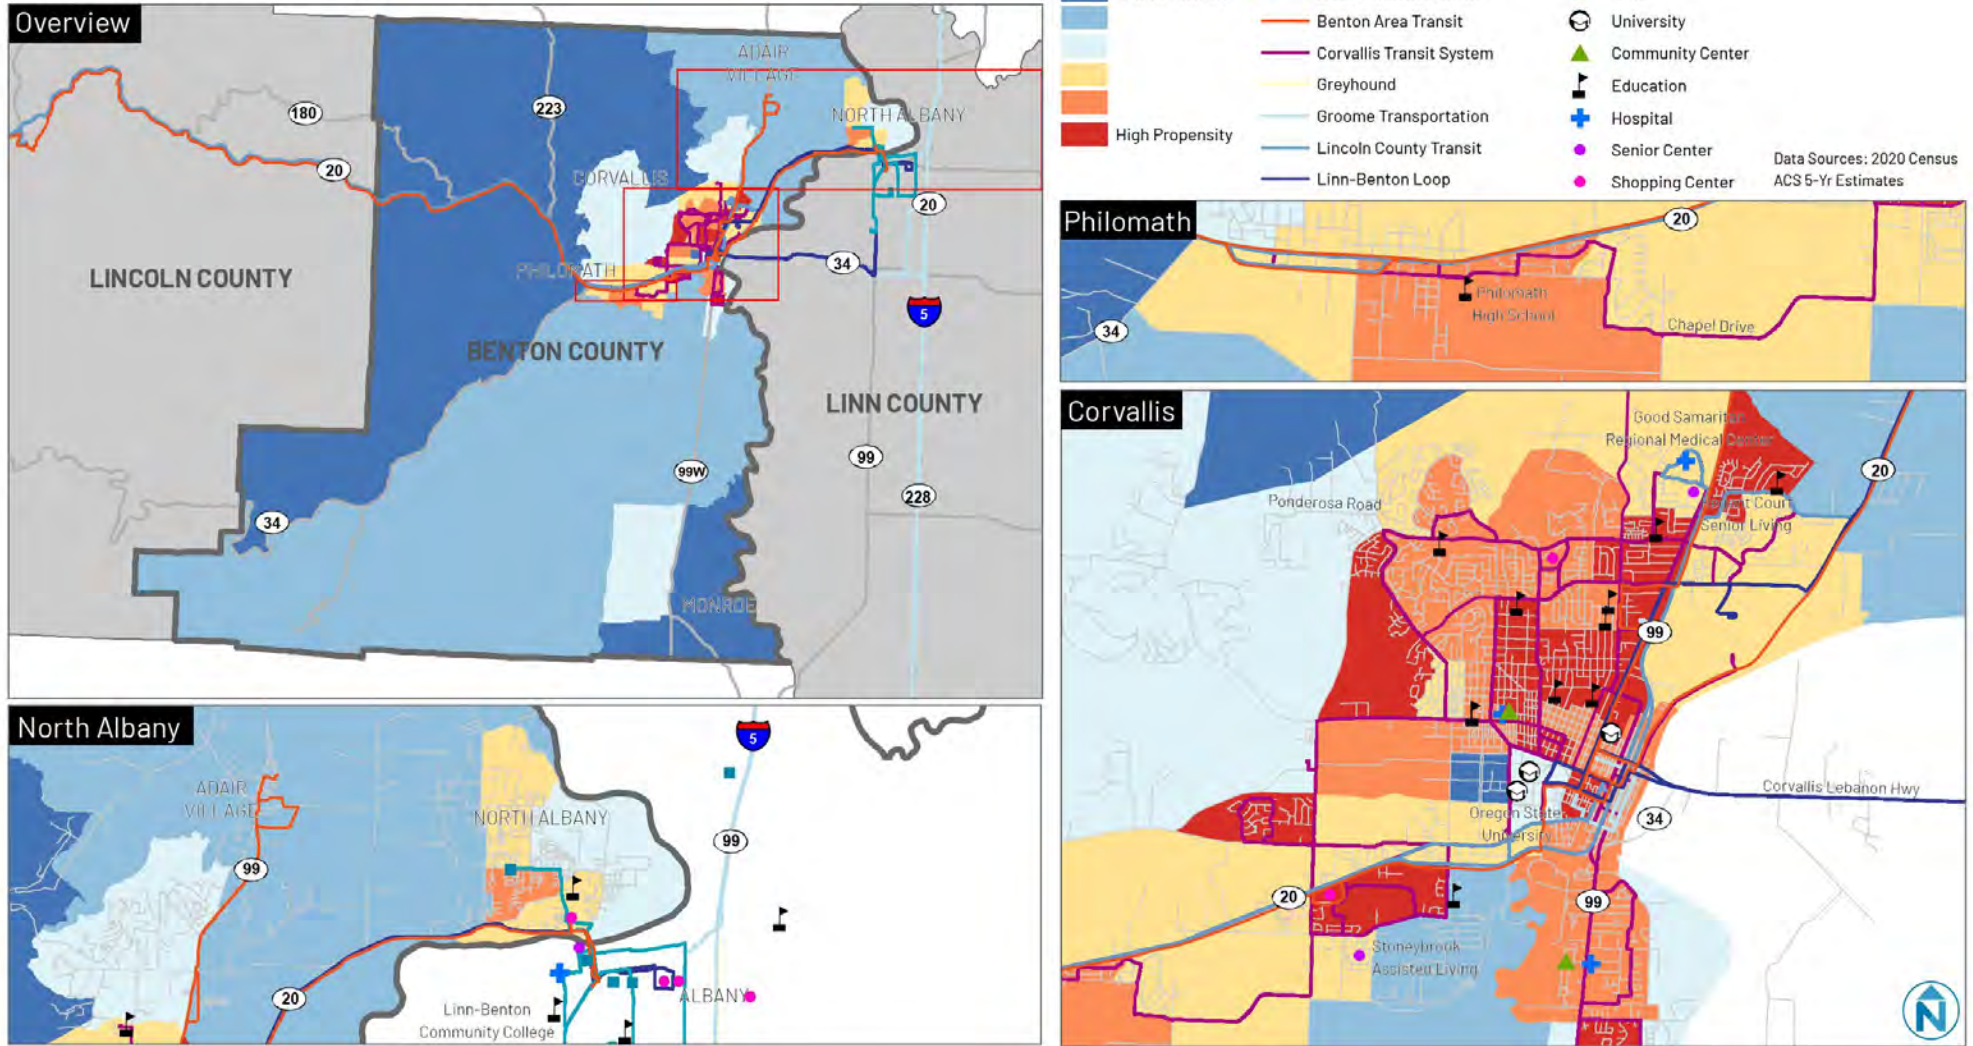 Overview
ADAIR
VILLAGE
NORTH ALBANY
180
223
20
CORVALLIS
20
34
PHILOMATH
LINCOLN COUNTY
5
BENTON COUNTY
LINN COUNTY
99
99W
228
34
MONROE
Benton Area Transit
Corvallis Transit System
Greyhound
Groome Transportation
High Propensity
Lincoln County Transit
Linn-Benton Loop
University
Community Center
Education
Hospital
Senior Center
Shopping Center
Data Sources: 2020 Census
ACS 5-Yr Estimates
Philomath
20
Philomath
High School
34
Chapel Drive
North Albany
5
ADAIR
VILLAGE
NORTH ALBANY
99
99
20
ALBANY
Linn-Benton
Community College
Corvallis
Good Samaritan
Regional Medical Center
20
Ponderosa Road
Court
Senior Living
99
Corvallis Lebanon Hwy
Oregon State
University
34
20
99
Stoneybrook
Assisted Living
N